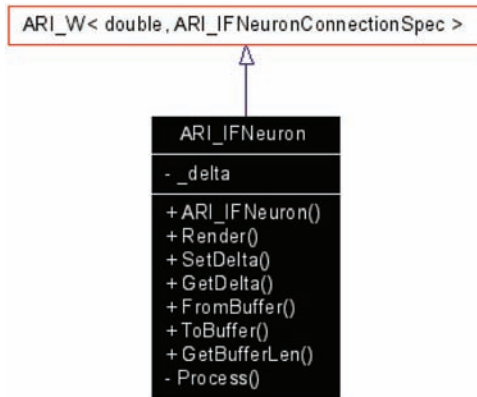 ARI_W< double, ARI_IFNeuronConnectionSpec >
ARI_IFNeuron
- _delta
+ ARI_IFNeuron()
+ Render()
+ SetDelta()
+ GetDelta()
+ FromBuffer()
+ ToBuffer()
+ GetBufferLen()
- Process()